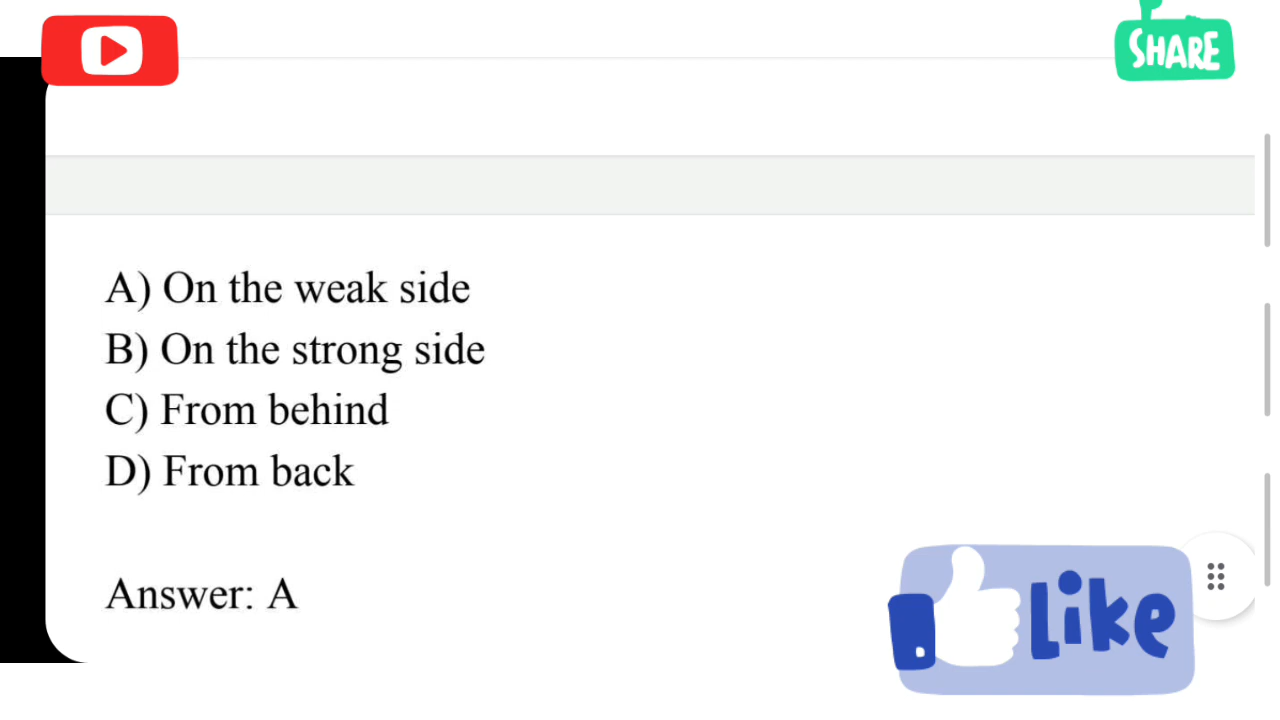 SHARE
A) On the weak side
B) On the strong side
C) From behind
D) From back
Answer: A
Like